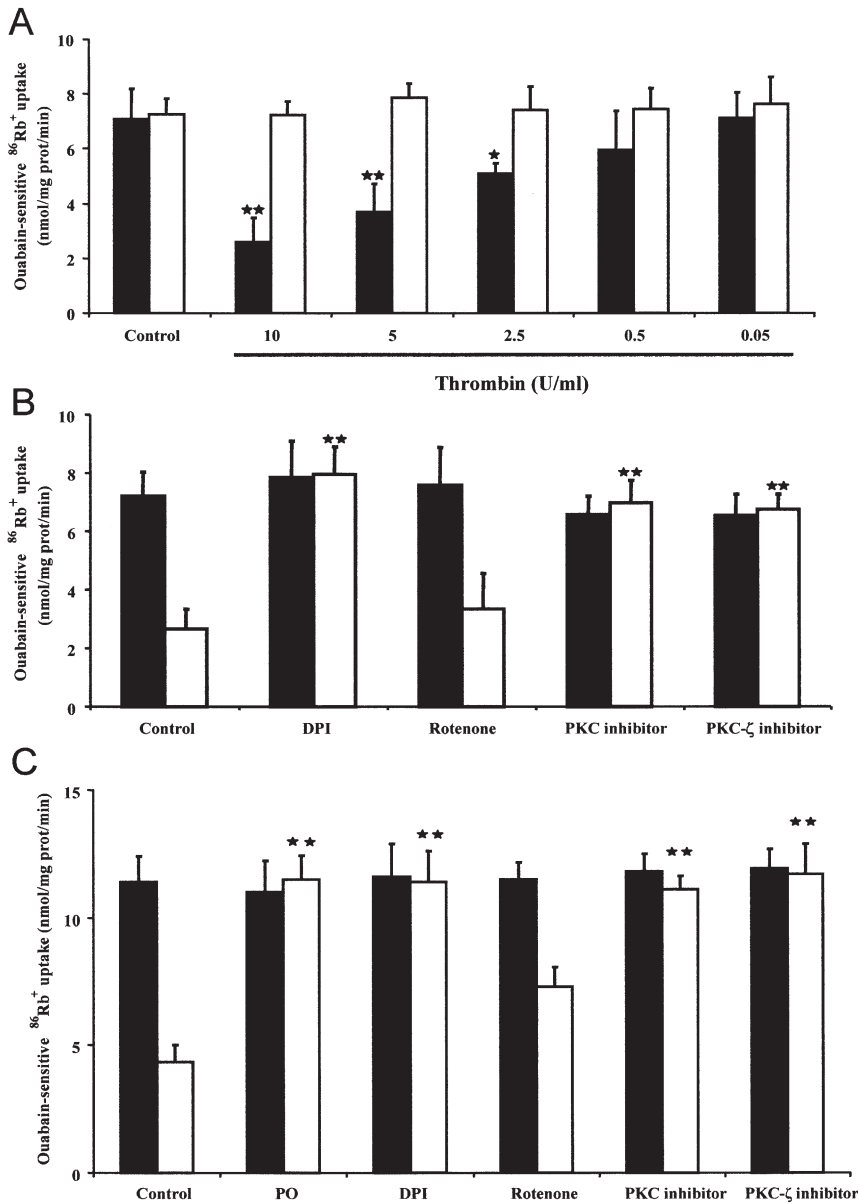 A
Ouabain-sensitive ⁸⁶Rb⁺ uptake
(nmol/mg prot/min)
10
8
6
4
2
0
★★
★★
★
Control
10
5
2.5
0.5
0.05
Thrombin (U/ml)
B
Ouabain-sensitive ⁸⁶Rb⁺ uptake
(nmol/mg prot/min)
10
8
6
4
2
0
★★
★★
★★
Control
DPI
Rotenone
PKC inhibitor
PKC-ζ inhibitor
C
Ouabain-sensitive ⁸⁶Rb⁺ uptake (nmol/mg prot/min)
15
10
5
0
★★
★★
★★
★★
Control
PO
DPI
Rotenone
PKC inhibitor
PKC-ζ inhibitor